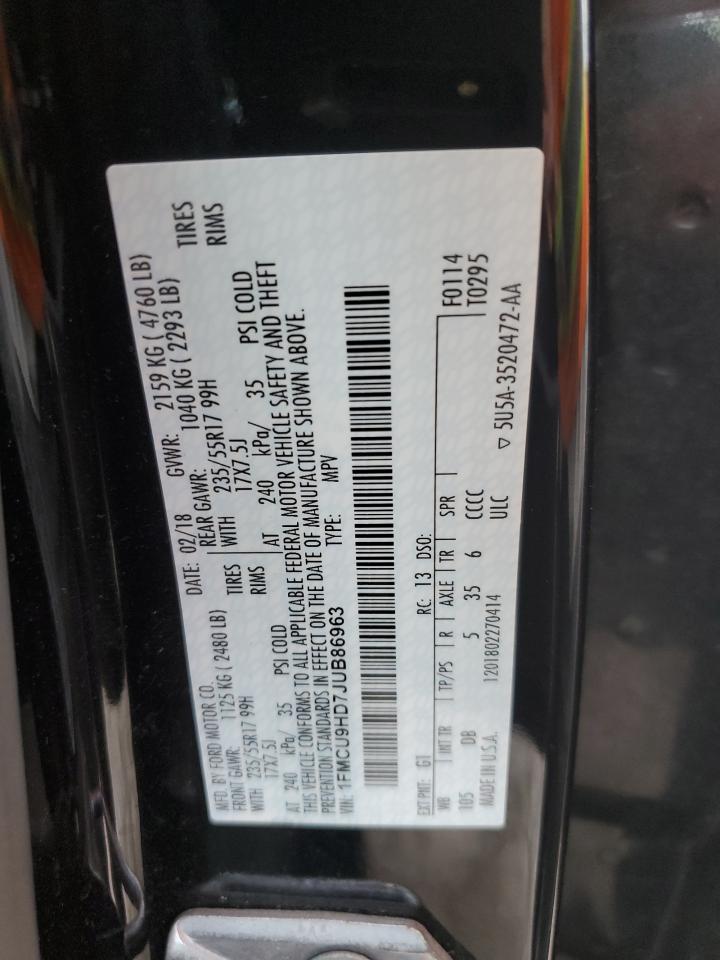 MFD. BY FORD MOTOR CO.
DATE: 02/18 GVWR: 2159 KG ( 4760 LB)
FRONT GAWR: 1125 KG ( 2480 LB) REAR GAWR: 1040 KG ( 2293 LB)
WITH 235/55R17 99H TIRES WITH 235/55R17 99H TIRES
17X7.5J RIMS 17X7.5J RIMS
AT 240 kPa/ 35 PSI COLD AT 240 kPa/ 35 PSI COLD
THIS VEHICLE CONFORMS TO ALL APPLICABLE FEDERAL MOTOR VEHICLE SAFETY AND THEFT
PREVENTION STANDARDS IN EFFECT ON THE DATE OF MANUFACTURE SHOWN ABOVE.
VIN: 1FMCU9HD7JUB86963 TYPE: MPV
EXT PNT: G1 RC: 13 DSO: F0114
WB INT TR TP/PS R AXLE TR SPR T0295
105 DB 5 35 6 CCCC
ULC
MADE IN U.S.A. 1201802270414 ▽ 5U5A-3520472-AA